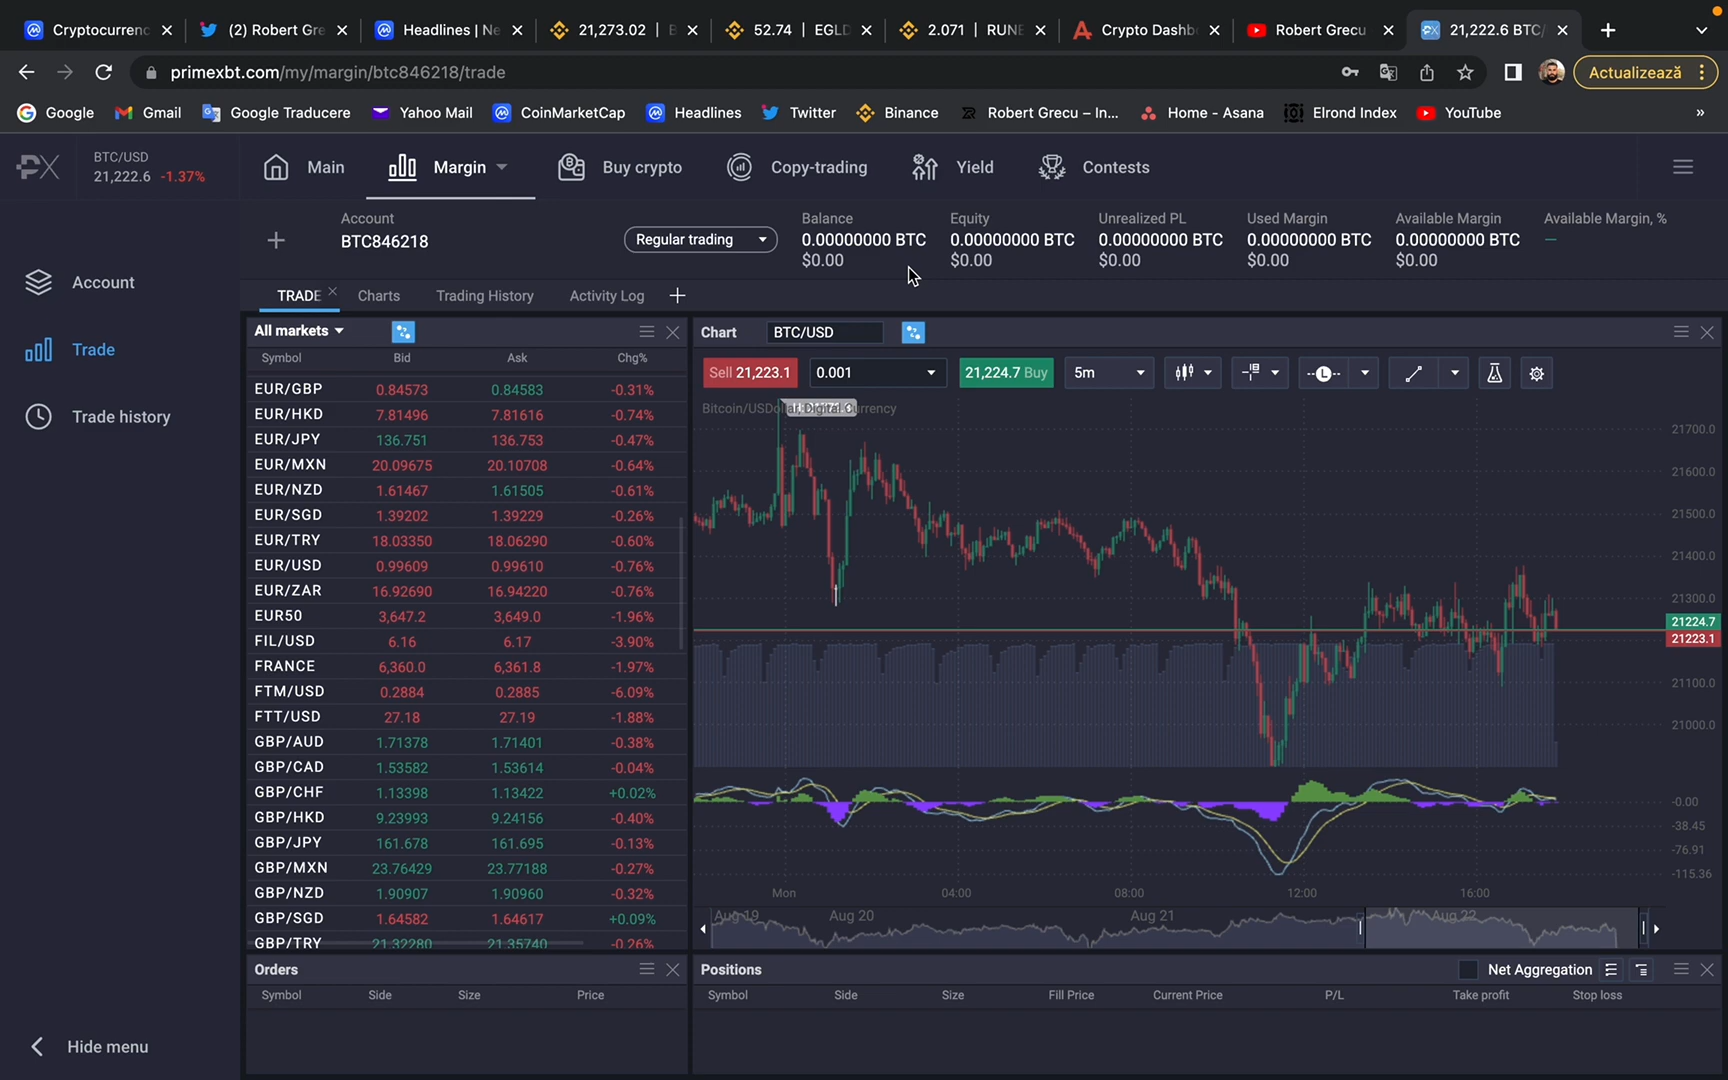 Cryptocurrenc
(2) Robert Gre
Headlines | Ne
21,273.02 | B
52.74 | EGLD
2.071 | RUNE
Crypto Dashb
Robert Grecu
21,222.6 BTC/
primexbt.com/my/margin/btc846218/trade
Actualizează
Google
Gmail
Google Traducere
Yahoo Mail
CoinMarketCap
Headlines
Twitter
Binance
Robert Grecu – In...
Home - Asana
Elrond Index
YouTube
»
PX
BTC/USD
21,222.6 -1.37%
Main
Margin
Buy crypto
Copy-trading
Yield
Contests
Account
BTC846218
Regular trading
Balance
0.00000000 BTC
$0.00
Equity
0.00000000 BTC
$0.00
Unrealized PL
0.00000000 BTC
$0.00
Used Margin
0.00000000 BTC
$0.00
Available Margin
0.00000000 BTC
$0.00
Available Margin, %
–
Account
Trade
Trade history
Hide menu
TRADE
Charts
Trading History
Activity Log
All markets
Symbol Bid Ask Chg%
EUR/GBP 0.84573 0.84583 -0.31%
EUR/HKD 7.81496 7.81616 -0.74%
EUR/JPY 136.751 136.753 -0.47%
EUR/MXN 20.09675 20.10708 -0.64%
EUR/NZD 1.61467 1.61505 -0.61%
EUR/SGD 1.39202 1.39229 -0.26%
EUR/TRY 18.03350 18.06290 -0.60%
EUR/USD 0.99609 0.99610 -0.76%
EUR/ZAR 16.92690 16.94220 -0.76%
EUR50 3,647.2 3,649.0 -1.96%
FIL/USD 6.16 6.17 -3.90%
FRANCE 6,360.0 6,361.8 -1.97%
FTM/USD 0.2884 0.2885 -6.09%
FTT/USD 27.18 27.19 -1.88%
GBP/AUD 1.71378 1.71401 -0.38%
GBP/CAD 1.53582 1.53614 -0.04%
GBP/CHF 1.13398 1.13422 +0.02%
GBP/HKD 9.23993 9.24156 -0.40%
GBP/JPY 161.678 161.695 -0.13%
GBP/MXN 23.76429 23.77188 -0.27%
GBP/NZD 1.90907 1.90960 -0.32%
GBP/SGD 1.64582 1.64617 +0.09%
GBP/TRY 21.32280 21.35740 -0.26%
Chart
BTC/USD
Sell 21,223.1
0.001
21,224.7 Buy
5m
L
Bitcoin/USDollar, Digital Currency
21700.0
21600.0
21500.0
21400.0
21300.0
21224.7
21223.1
21100.0
21000.0
-0.00
-38.45
-76.91
-115.36
Mon 04:00 08:00 12:00 16:00
Aug 19 Aug 20 Aug 21 Aug 22
Orders
Symbol Side Size Price
Positions
Net Aggregation
Symbol Side Size Fill Price Current Price P/L Take profit Stop loss